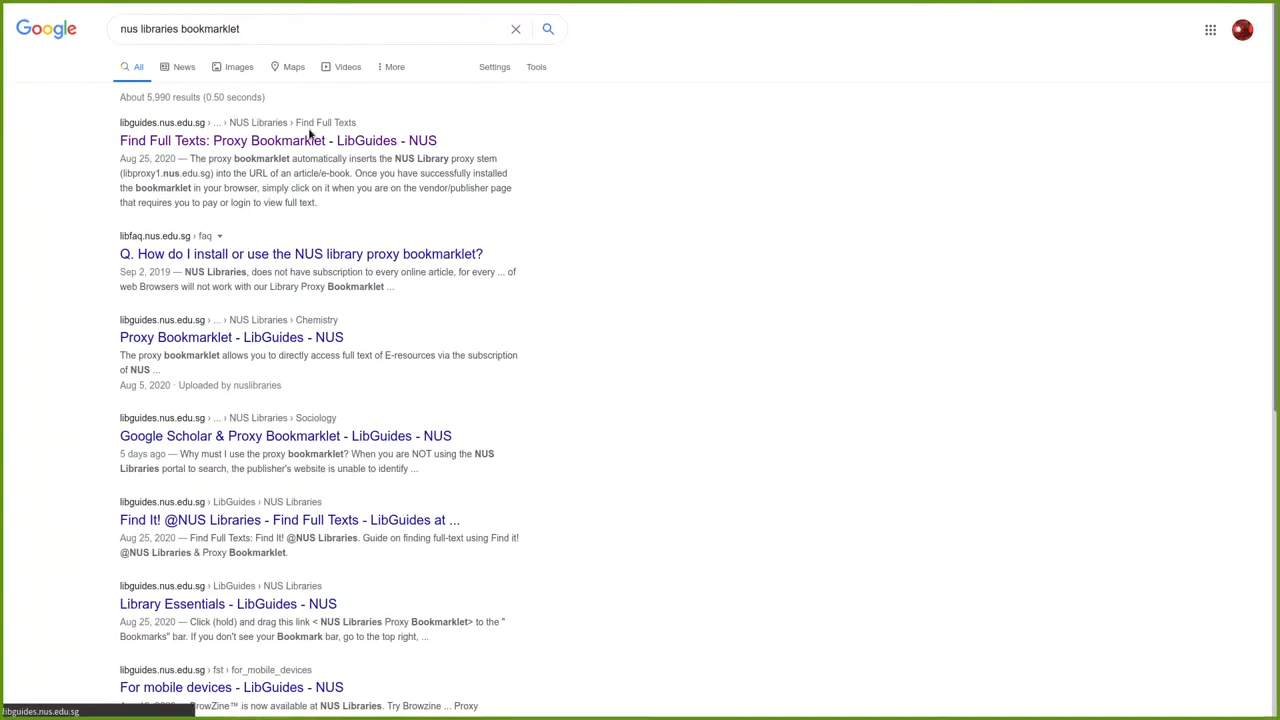 Google
nus libraries bookmarklet
All News Images Maps Videos More Settings Tools
About 5,990 results (0.50 seconds)
libguides.nus.edu.sg › ... › NUS Libraries › Find Full Texts
Find Full Texts: Proxy Bookmarklet - LibGuides - NUS
Aug 25, 2020 — The proxy bookmarklet automatically inserts the NUS Library proxy stem
(libproxy1.nus.edu.sg) into the URL of an article/e-book. Once you have successfully installed
the bookmarklet in your browser, simply click on it when you are on the vendor/publisher page
that requires you to pay or login to view full text.
libfaq.nus.edu.sg › faq
Q. How do I install or use the NUS library proxy bookmarklet?
Sep 2, 2019 — NUS Libraries, does not have subscription to every online article, for every ... of
web Browsers will not work with our Library Proxy Bookmarklet ...
libguides.nus.edu.sg › ... › NUS Libraries › Chemistry
Proxy Bookmarklet - LibGuides - NUS
The proxy bookmarklet allows you to directly access full text of E-resources via the subscription
of NUS ...
Aug 5, 2020 · Uploaded by nuslibraries
libguides.nus.edu.sg › ... › NUS Libraries › Sociology
Google Scholar & Proxy Bookmarklet - LibGuides - NUS
5 days ago — Why must I use the proxy bookmarklet? When you are NOT using the NUS
Libraries portal to search, the publisher's website is unable to identify ...
libguides.nus.edu.sg › LibGuides › NUS Libraries
Find It! @NUS Libraries - Find Full Texts - LibGuides at ...
Aug 25, 2020 — Find Full Texts: Find It! @NUS Libraries. Guide on finding full-text using Find it!
@NUS Libraries & Proxy Bookmarklet.
libguides.nus.edu.sg › LibGuides › NUS Libraries
Library Essentials - LibGuides - NUS
Aug 25, 2020 — Click (hold) and drag this link < NUS Libraries Proxy Bookmarklet> to the "
Bookmarks" bar. If you don't see your Bookmark bar, go to the top right, ...
libguides.nus.edu.sg › fst › for_mobile_devices
For mobile devices - LibGuides - NUS
BrowZine™ is now available at NUS Libraries. Try Browzine ... Proxy
libguides.nus.edu.sg